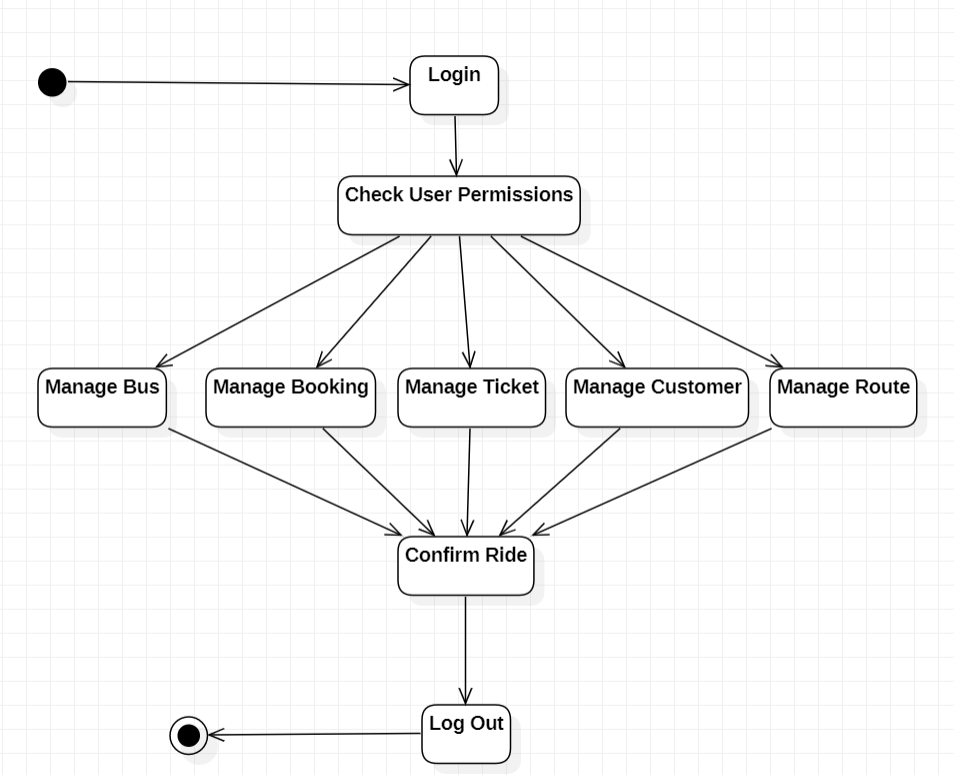 Login
Check User Permissions
Manage Bus
Manage Booking
Manage Ticket
Manage Customer
Manage Route
Confirm Ride
Log Out